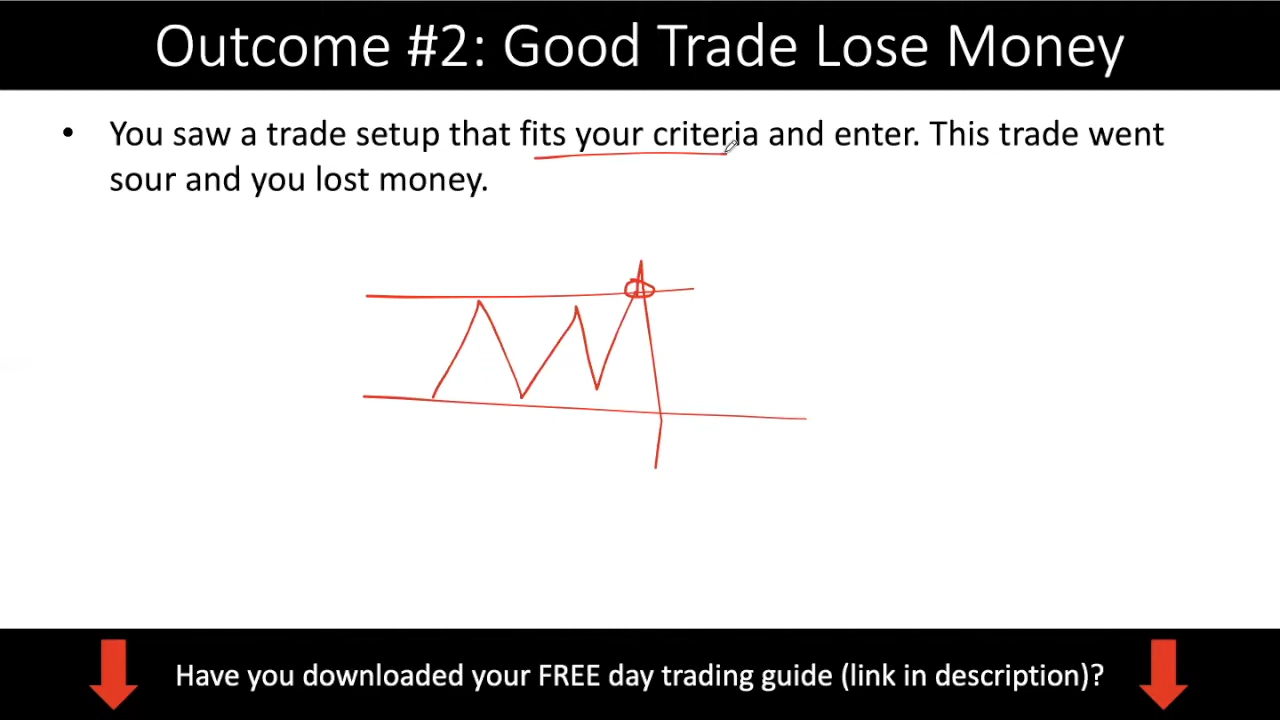 Outcome #2: Good Trade Lose Money
• You saw a trade setup that fits your criteria and enter. This trade went
sour and you lost money.
Have you downloaded your FREE day trading guide (link in description)?